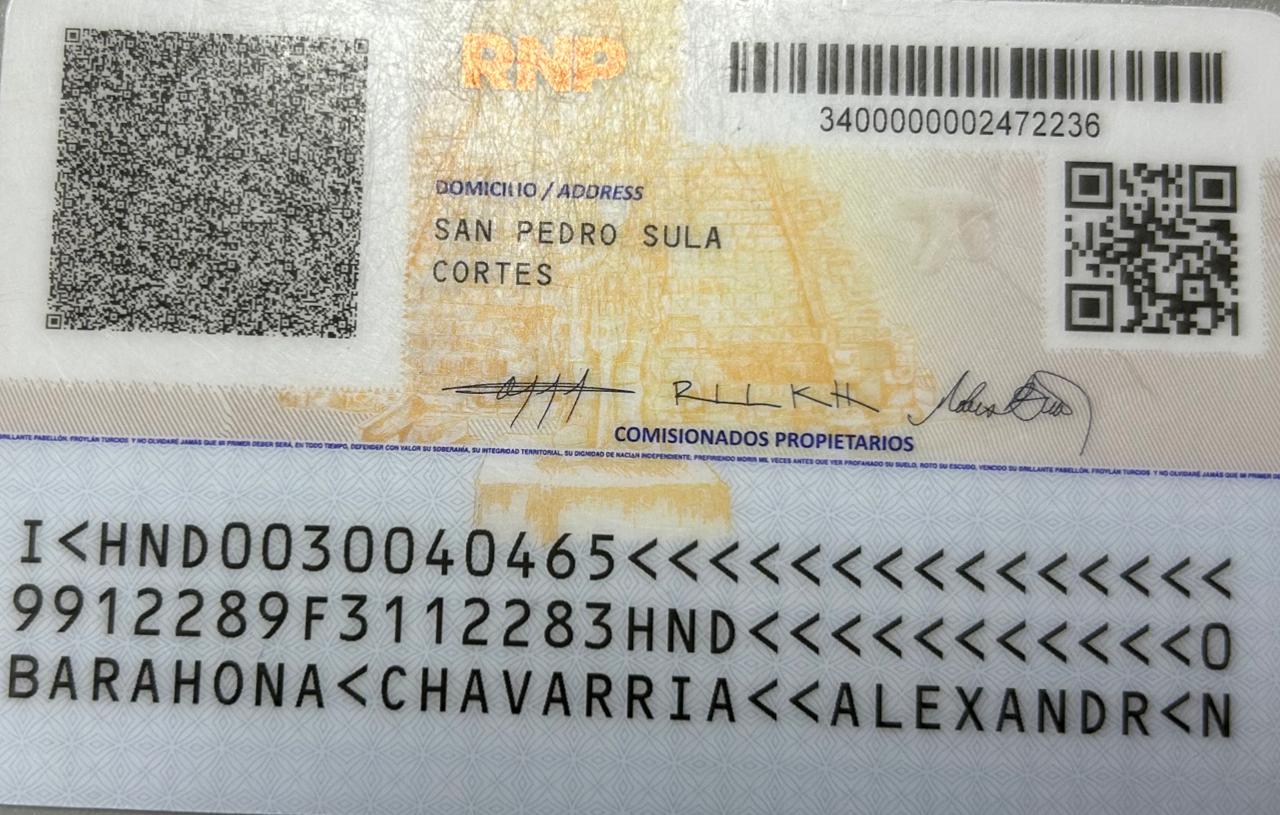 RNP
3400000002472236
DOMICILIO / ADDRESS
SAN PEDRO SULA
CORTES
COMISIONADOS PROPIETARIOS
BRILLANTE PABELLÓN. FROYLÁN TURCIOS Y NO OLVIDARÉ JAMÁS QUE MI PRIMER DEBER SERÁ, EN TODO TIEMPO, DEFENDER CON VALOR SU SOBERANÍA, SU INTEGRIDAD TERRITORIAL, SU DIGNIDAD DE NACIÓN INDEPENDIENTE, PREFIRIENDO MORIR MIL VECES ANTES QUE VER PROFANADO SU SUELO, ROTO SU ESCUDO, VENCIDO SU BRILLANTE PABELLÓN. FROYLÁN TURCIOS Y NO OLVIDARÉ JAMÁS QUE MI PRIMER DEBER
I<HND0030040465<<<<<<<<<<<<<<<
9912289F3112283HND<<<<<<<<<<<0
BARAHONA<CHAVARRIA<<ALEXANDR<N